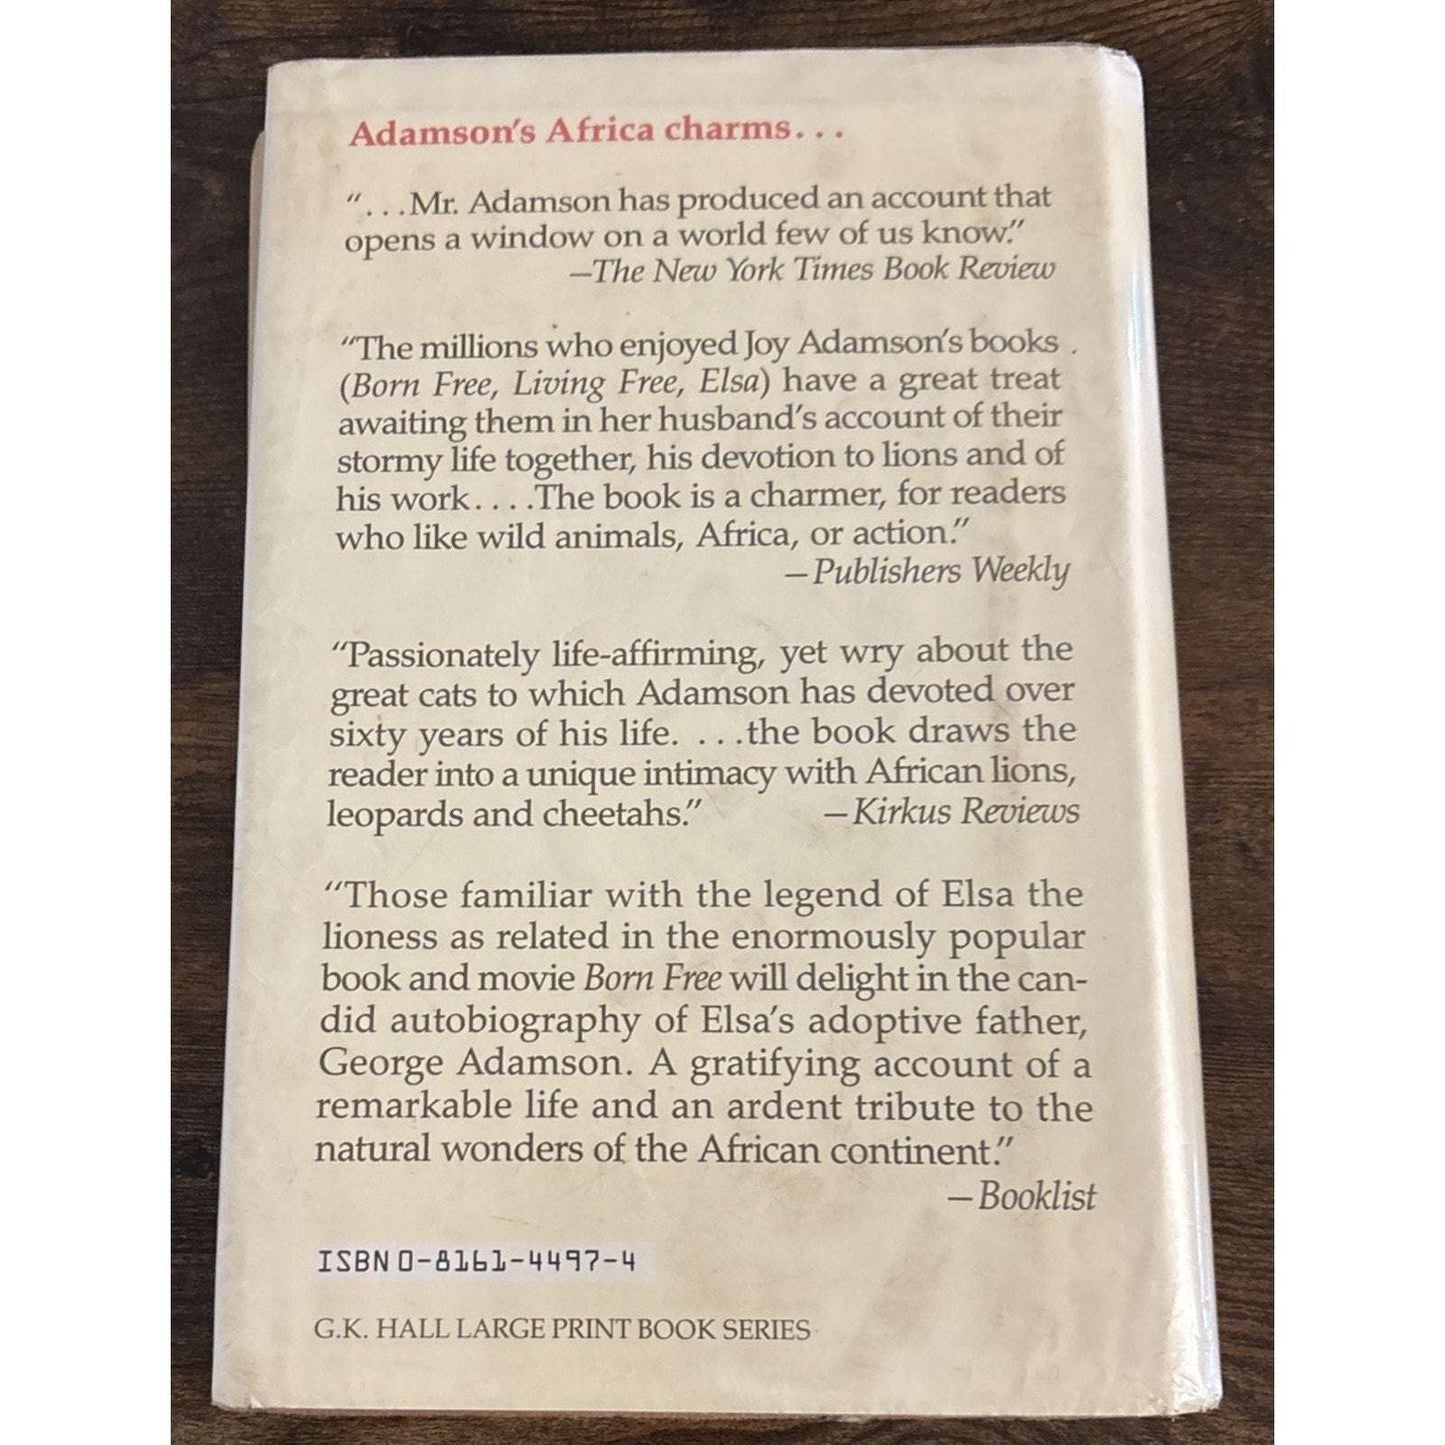 Adamson's Africa charms...
"...Mr. Adamson has produced an account that
opens a window on a world few of us know."
—The New York Times Book Review
"The millions who enjoyed Joy Adamson's books
(Born Free, Living Free, Elsa) have a great treat
awaiting them in her husband's account of their
stormy life together, his devotion to lions and of
his work....The book is a charmer, for readers
who like wild animals, Africa, or action."
—Publishers Weekly
"Passionately life-affirming, yet wry about the
great cats to which Adamson has devoted over
sixty years of his life. ...the book draws the
reader into a unique intimacy with African lions,
leopards and cheetahs." —Kirkus Reviews
"Those familiar with the legend of Elsa the
lioness as related in the enormously popular
book and movie Born Free will delight in the can-
did autobiography of Elsa's adoptive father,
George Adamson. A gratifying account of a
remarkable life and an ardent tribute to the
natural wonders of the African continent."
—Booklist
ISBN 0-8161-4497-4
G.K. HALL LARGE PRINT BOOK SERIES